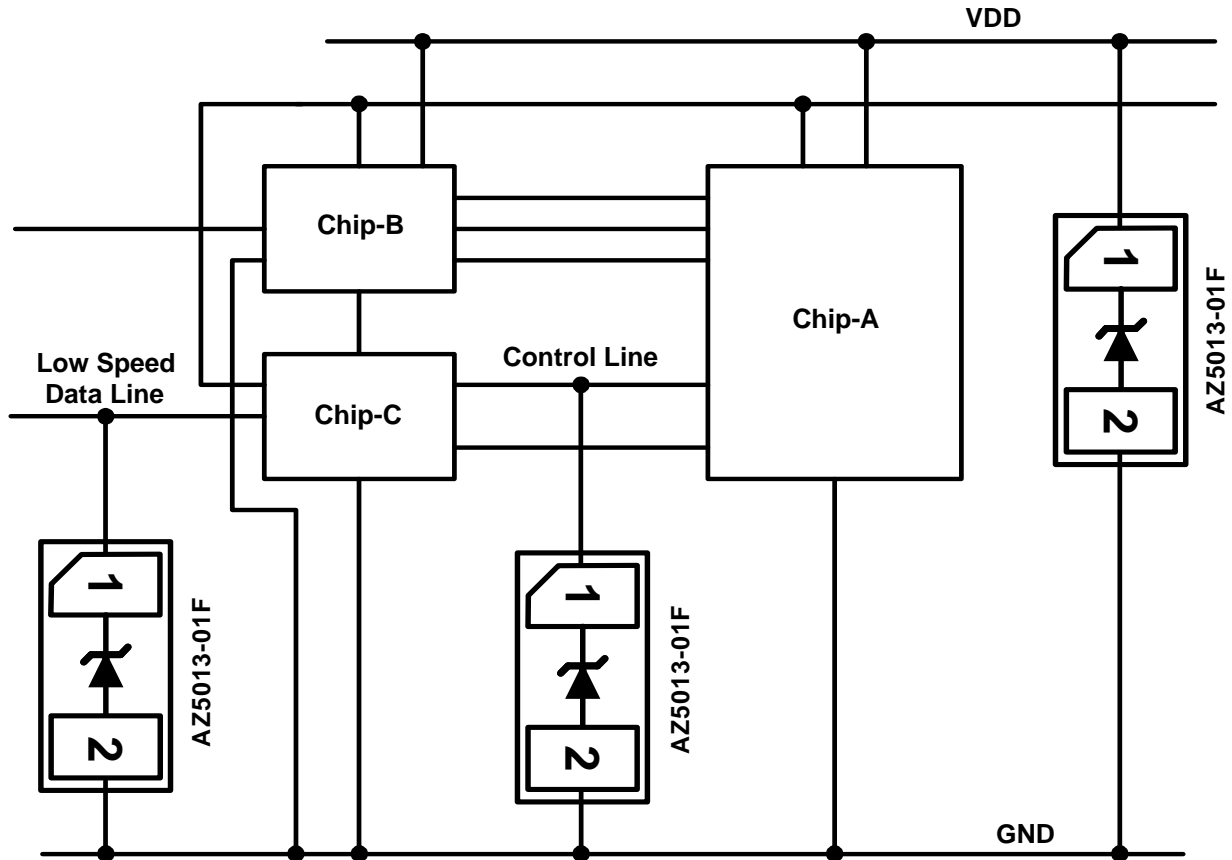 VDD
Chip-B
Chip-A
1
AZ5013-01F
2
Low Speed
Data Line
Control Line
Chip-C
1
AZ5013-01F
2
1
AZ5013-01F
2
GND